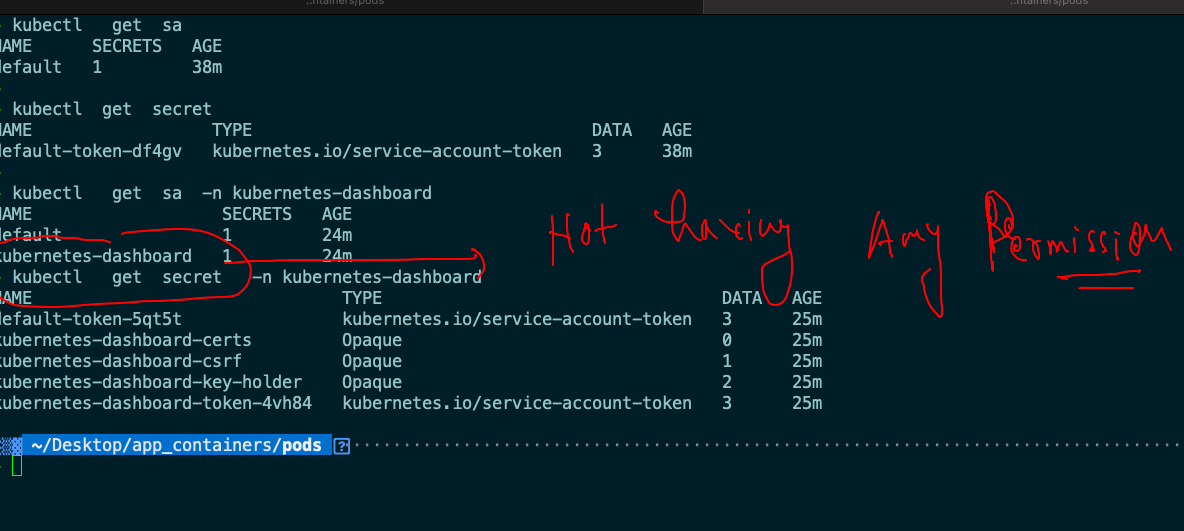 ..ntainers/pods ..ntainers/pods
kubectl get sa
NAME SECRETS AGE
default 1 38m
kubectl get secret
NAME TYPE DATA AGE
default-token-df4gv kubernetes.io/service-account-token 3 38m
kubectl get sa -n kubernetes-dashboard
NAME SECRETS AGE
default 1 24m
kubernetes-dashboard 1 24m
Not having Any Permission
kubectl get secret -n kubernetes-dashboard
NAME TYPE DATA AGE
default-token-5qt5t kubernetes.io/service-account-token 3 25m
kubernetes-dashboard-certs Opaque 0 25m
kubernetes-dashboard-csrf Opaque 1 25m
kubernetes-dashboard-key-holder Opaque 2 25m
kubernetes-dashboard-token-4vh84 kubernetes.io/service-account-token 3 25m
~/Desktop/app_containers/pods